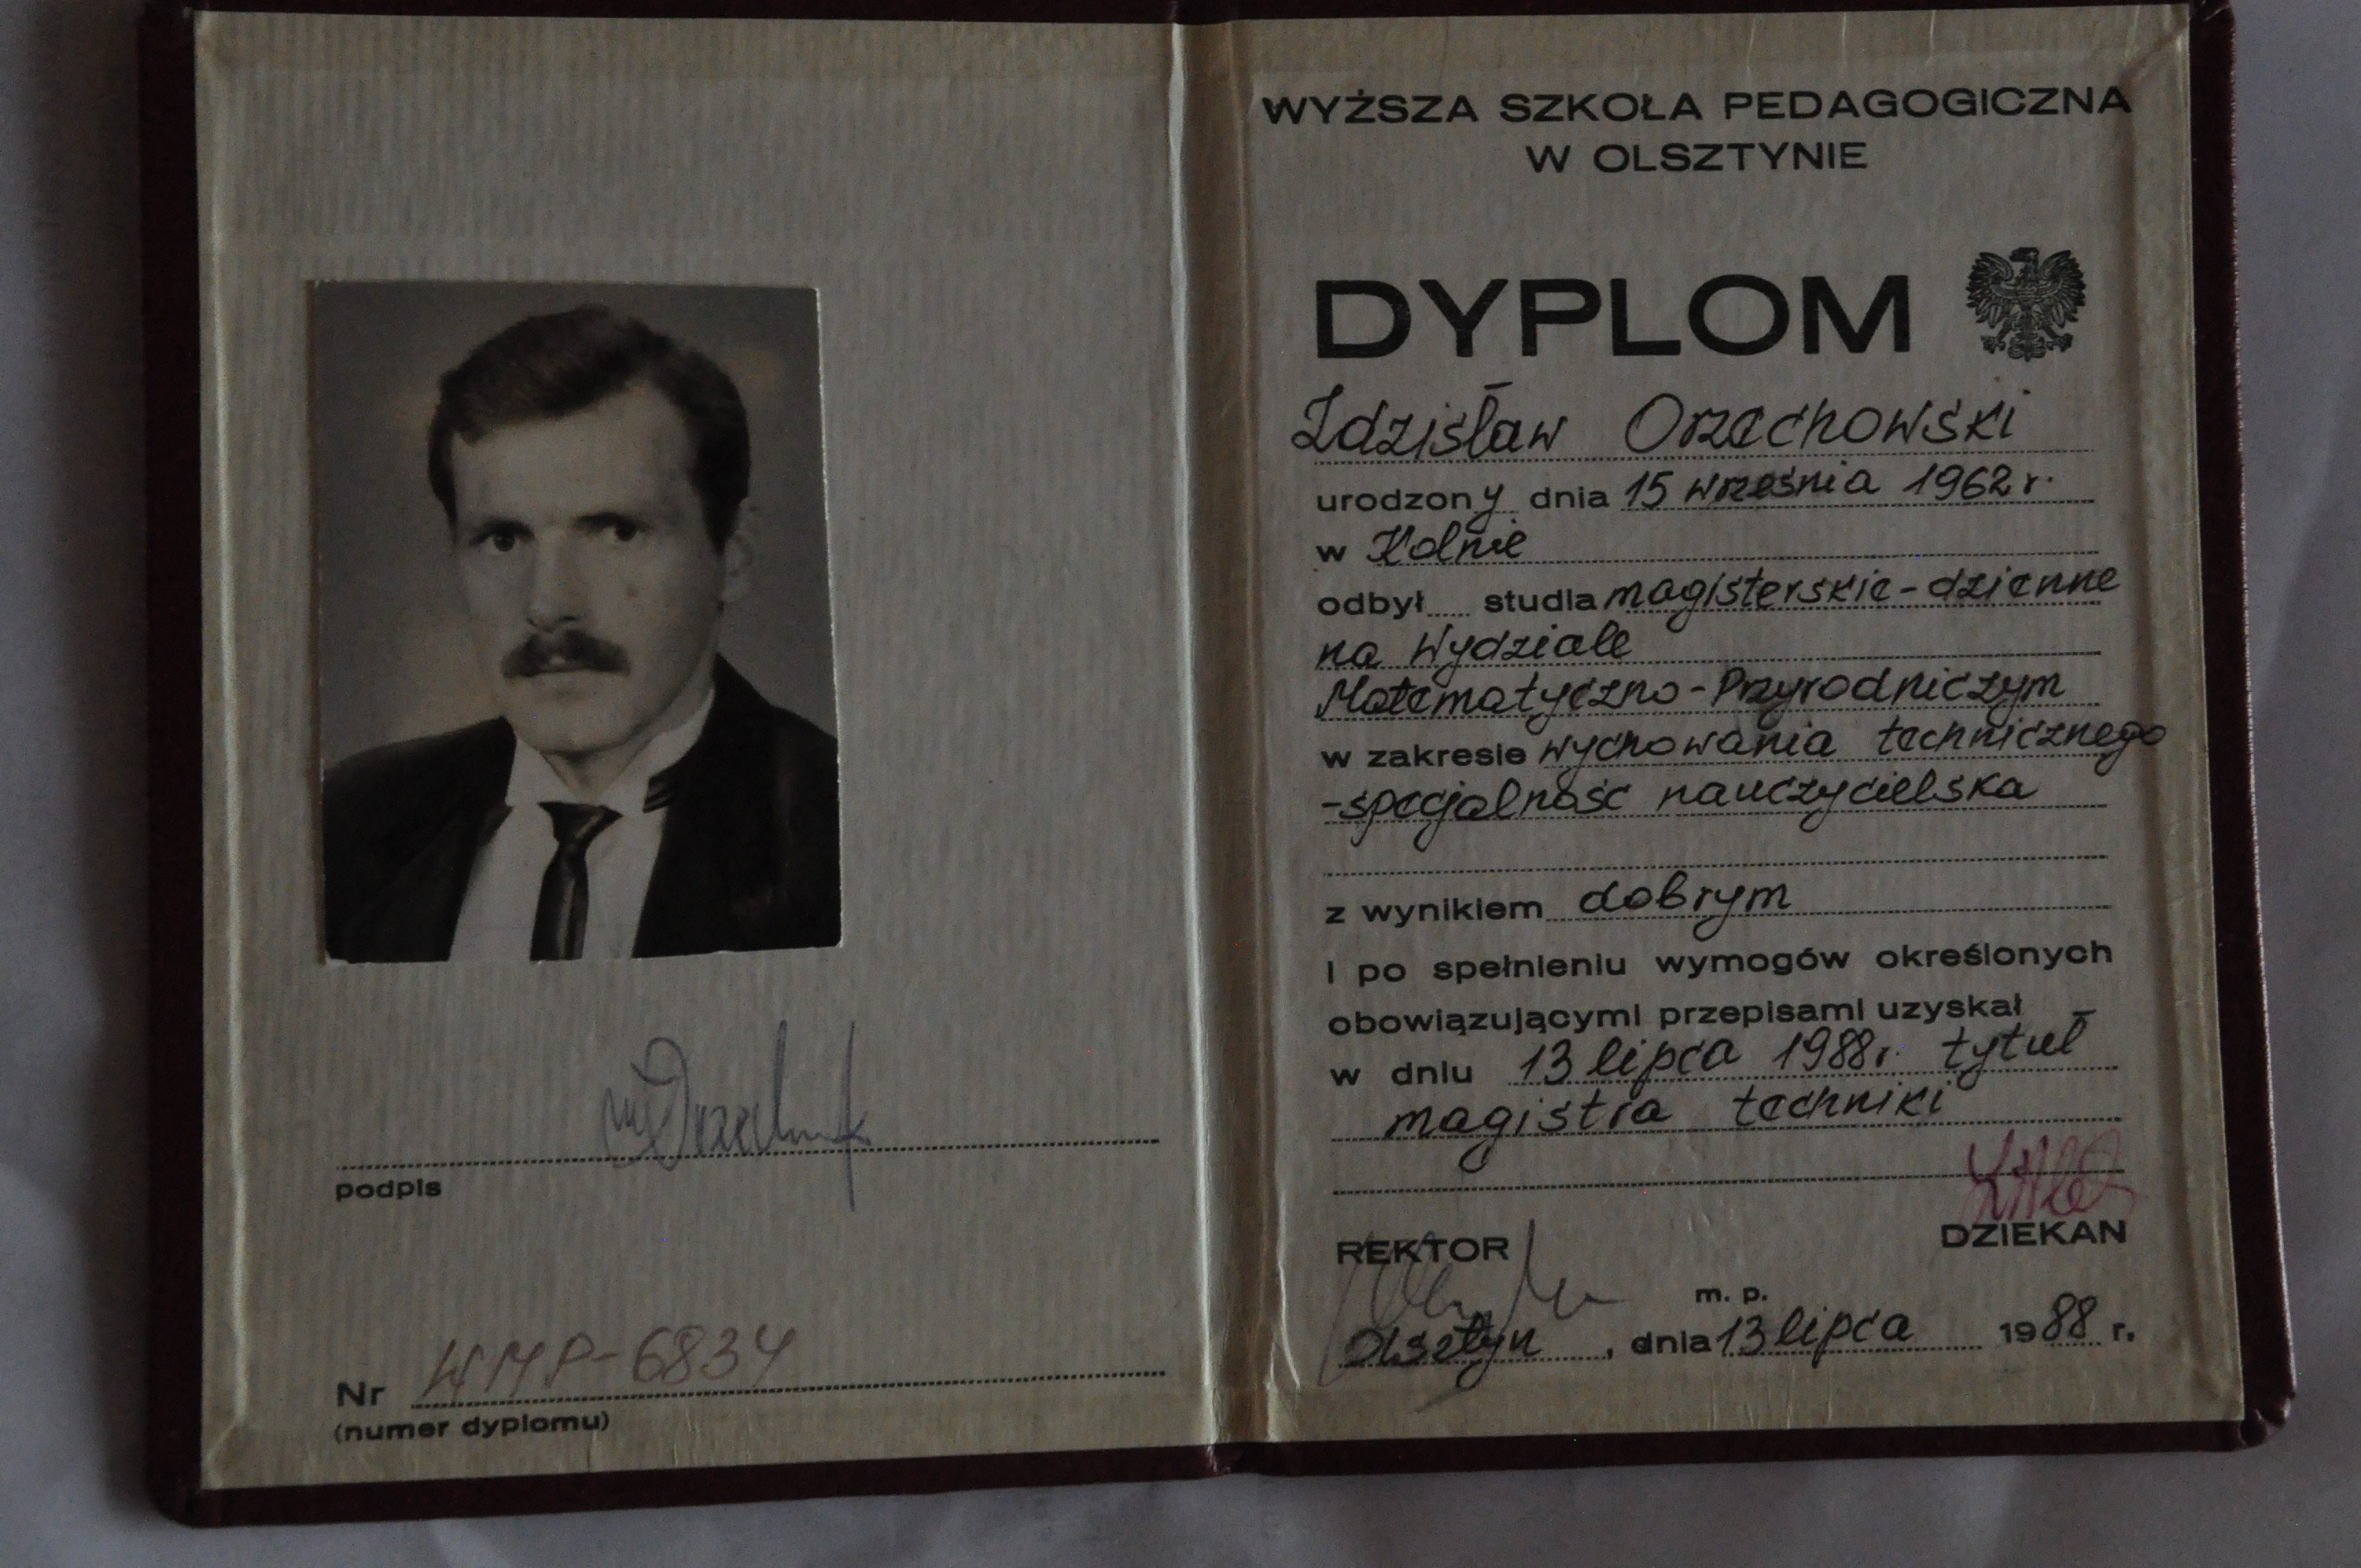 podpis
Nr WMP-6834
(numer dyplomu)
WYŻSZA SZKOŁA PEDAGOGICZNA
W OLSZTYNIE
DYPLOM
Zdzisław Orzechowski
urodzony dnia 15 września 1962 r.
w Kolnie
odbył studia magisterskie-dzienne
na Wydziale
Matematyczno-Przyrodniczym
w zakresie wychowania technicznego
-specjalność nauczycielska
z wynikiem dobrym
i po spełnieniu wymogów określonych
obowiązującymi przepisami uzyskał
w dniu 13 lipca 1988r. tytuł
magistra techniki
REKTOR DZIEKAN
m. p.
Olsztyn, dnia 13 lipca 1988 r.